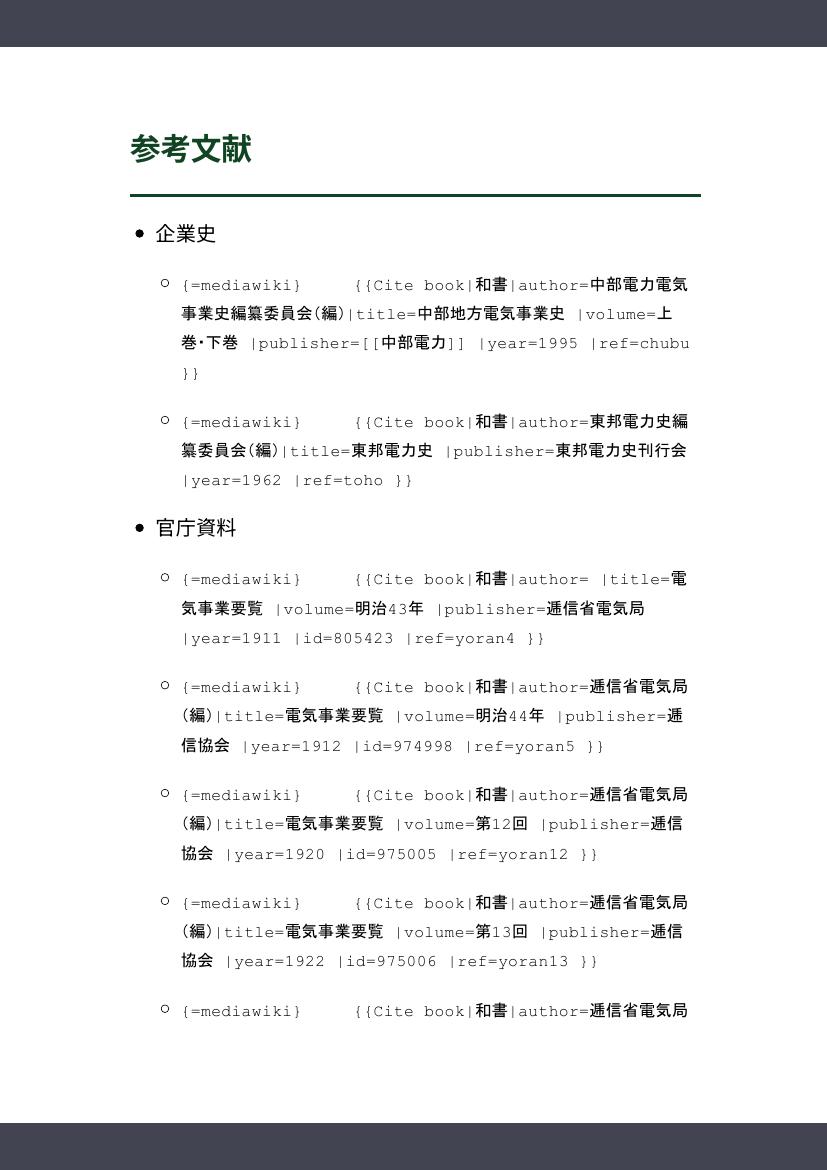 参考文献
• 企業史
○ {=mediawiki}     {{Cite book|和書|author=中部電力電気
事業史編纂委員会(編)|title=中部地方電気事業史 |volume=上
巻・下巻 |publisher=[[中部電力]] |year=1995 |ref=chubu
}}
○ {=mediawiki}     {{Cite book|和書|author=東邦電力史編
纂委員会(編)|title=東邦電力史 |publisher=東邦電力史刊行会
|year=1962 |ref=toho }}
• 官庁資料
○ {=mediawiki}     {{Cite book|和書|author= |title=電
気事業要覧 |volume=明治43年 |publisher=逓信省電気局
|year=1911 |id=805423 |ref=yoran4 }}
○ {=mediawiki}     {{Cite book|和書|author=逓信省電気局
(編)|title=電気事業要覧 |volume=明治44年 |publisher=逓
信協会 |year=1912 |id=974998 |ref=yoran5 }}
○ {=mediawiki}     {{Cite book|和書|author=逓信省電気局
(編)|title=電気事業要覧 |volume=第12回 |publisher=逓信
協会 |year=1920 |id=975005 |ref=yoran12 }}
○ {=mediawiki}     {{Cite book|和書|author=逓信省電気局
(編)|title=電気事業要覧 |volume=第13回 |publisher=逓信
協会 |year=1922 |id=975006 |ref=yoran13 }}
○ {=mediawiki}     {{Cite book|和書|author=逓信省電気局